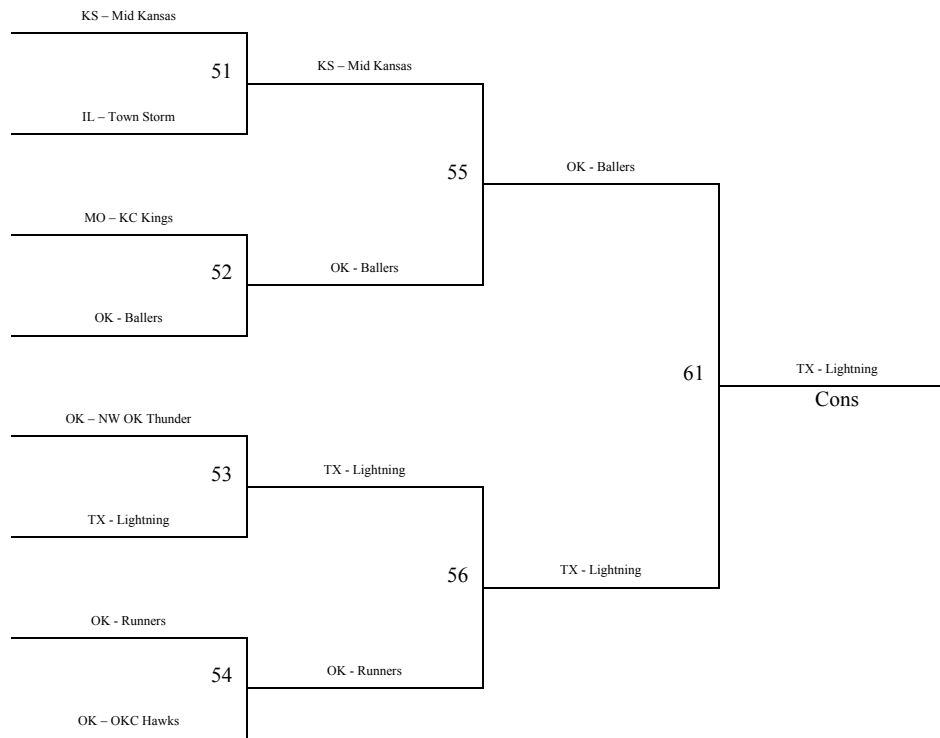 KS – Mid Kansas
51
KS – Mid Kansas
IL – Town Storm
55
OK - Ballers
MO – KC Kings
52
OK - Ballers
OK - Ballers
61
TX - Lightning
Cons
OK – NW OK Thunder
53
TX - Lightning
TX - Lightning
56
TX - Lightning
OK - Runners
54
OK - Runners
OK – OKC Hawks